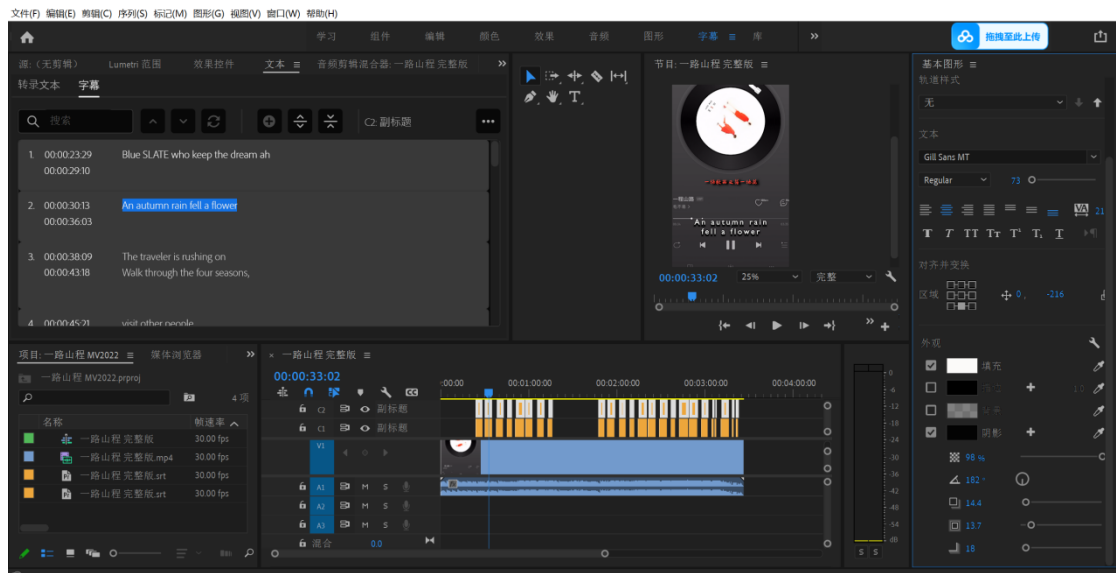 文件(F) 编辑(E) 剪辑(C) 序列(S) 标记(M) 图形(G) 视图(V) 窗口(W) 帮助(H)
学习 组件 编辑 颜色 效果 音频 图形 字幕 库
拖拽至此上传
源:(无剪辑) Lumetri 范围 效果控件 文本 音频剪辑混合器: 一路山程 完整版
转录文本 字幕
搜索 C2: 副标题
1. 00:00:23:29 Blue SLATE who keep the dream ah
00:00:29:10
2. 00:00:30:13 An autumn rain fell a flower
00:00:36:03
3. 00:00:38:09 The traveler is rushing on
00:00:43:18 Walk through the four seasons,
4. 00:00:45:21 visit other people
节目: 一路山程 完整版
An autumn rain
fell a flower
00:00:33:02 25% 完整
基本图形
轨道样式
无
文本
Gill Sans MT
Regular 73
VA 21
对齐并变换
区域 0, -216
外观
填充
阴影
96 %
182 °
14.4
13.7
18
项目: 一路山程 MV2022 媒体浏览器
一路山程 MV2022.prproj
4 项
名称 帧速率
一路山程 完整版 30.00 fps
一路山程 完整版.mp4 30.00 fps
一路山程 完整版.srt 30.00 fps
一路山程 完整版.srt 30.00 fps
× 一路山程 完整版
00:00:33:02
:00:00 00:01:00:00 00:02:00:00 00:03:00:00 00:04:00:00
C2 副标题
C1 副标题
V1
A1 M S
A2 M S
A3 M S
混合 0.0
0
-6
-12
-18
-24
-30
-36
-42
-48
-54
dB
S S